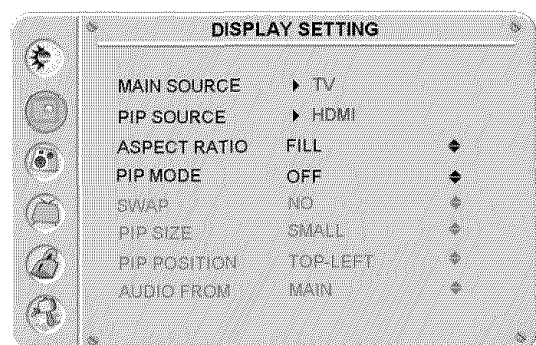 DISPLAY SETTING
MAIN SOURCE TV
PIP SOURCE HDMI
ASPECT RATIO FILL
PIP MODE OFF
SWAP NO
PIP SIZE SMALL
PIP POSITION TOP-LEFT
AUDIO FROM MAIN